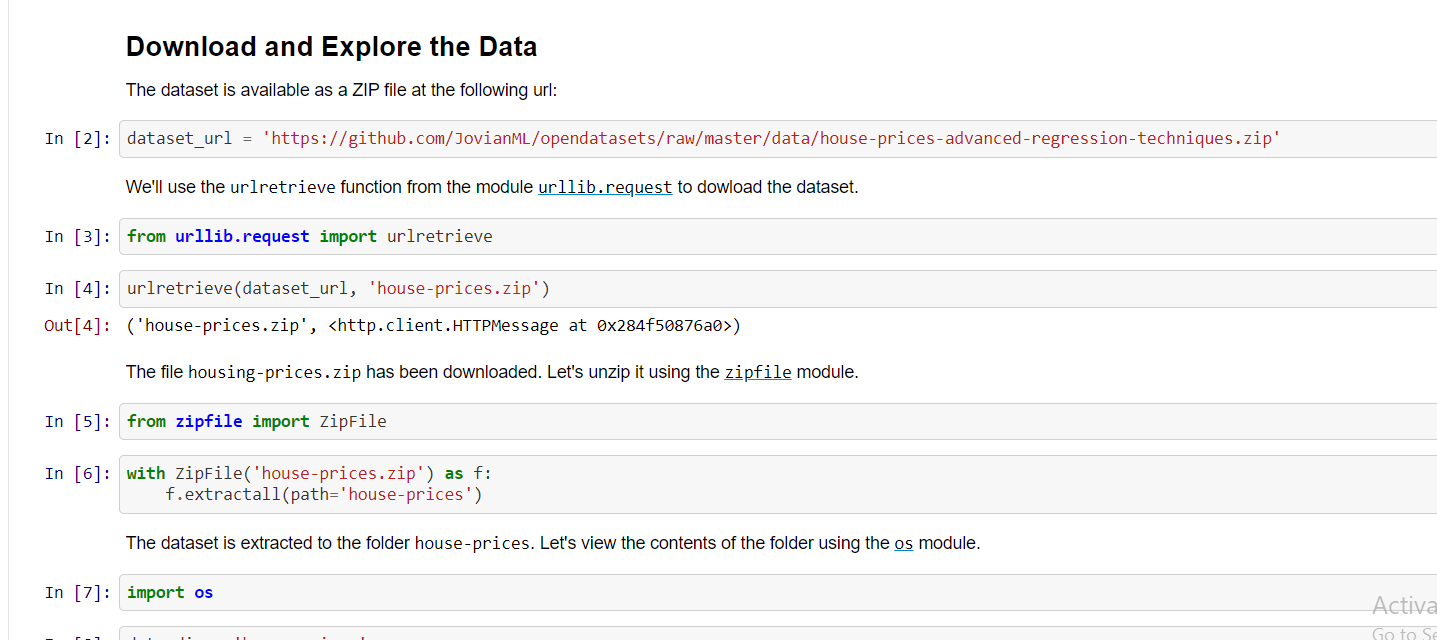 Download and Explore the Data
The dataset is available as a ZIP file at the following url:
In [2]: dataset_url = 'https://github.com/JovianML/opendatasets/raw/master/data/house-prices-advanced-regression-techniques.zip'
We'll use the urlretrieve function from the module urllib.request to dowload the dataset.
In [3]: from urllib.request import urlretrieve
In [4]: urlretrieve(dataset_url, 'house-prices.zip')
Out[4]: ('house-prices.zip', <http.client.HTTPMessage at 0x284f50876a0>)
The file housing-prices.zip has been downloaded. Let's unzip it using the zipfile module.
In [5]: from zipfile import ZipFile
In [6]: with ZipFile('house-prices.zip') as f:
f.extractall(path='house-prices')
The dataset is extracted to the folder house-prices. Let's view the contents of the folder using the os module.
In [7]: import os
Activa
Go to Se